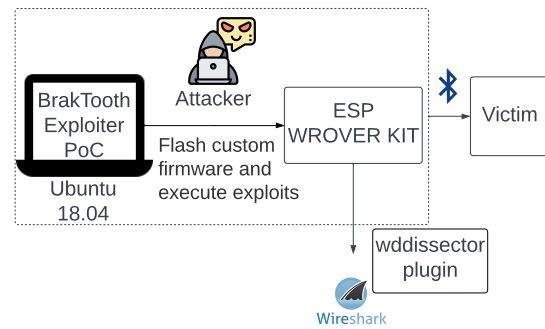 BrakTooth
Exploiter
PoC
Ubuntu
18.04
Attacker
Flash custom
firmware and
execute exploits
ESP
WROVER KIT
Victim
wddissector
plugin
Wireshark